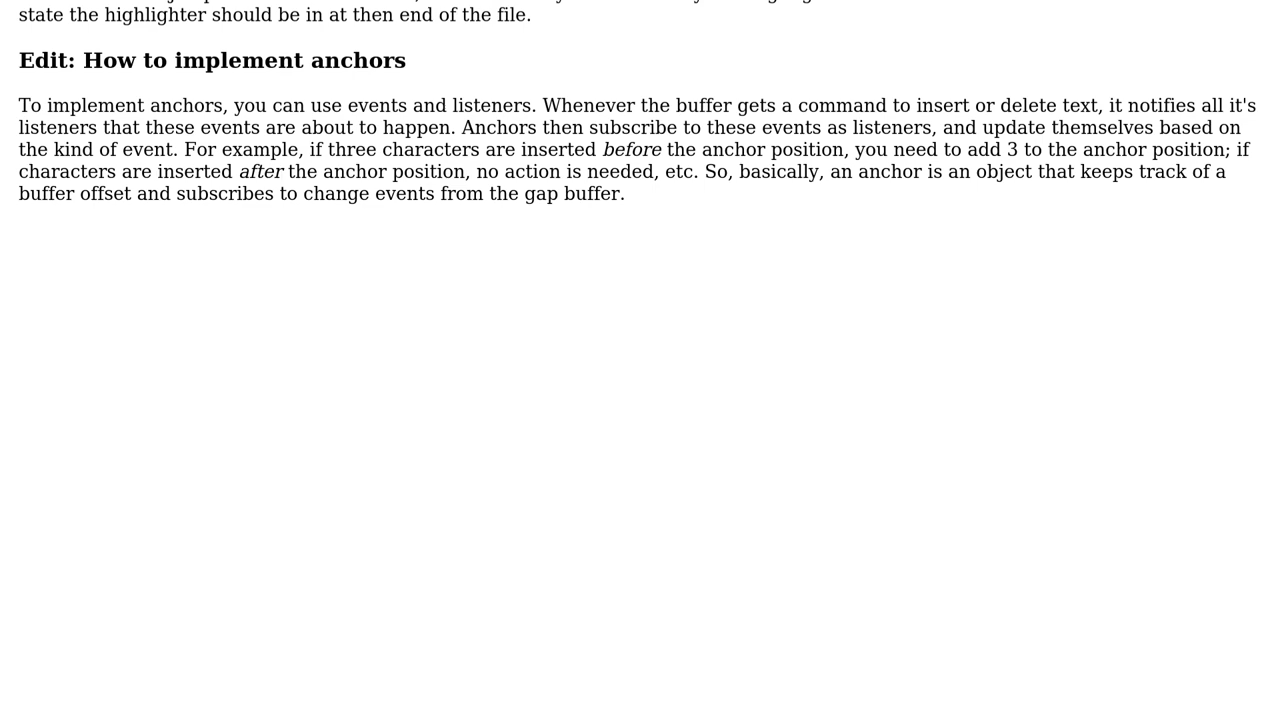 state the highlighter should be in at then end of the file.
Edit: How to implement anchors
To implement anchors, you can use events and listeners. Whenever the buffer gets a command to insert or delete text, it notifies all it's
listeners that these events are about to happen. Anchors then subscribe to these events as listeners, and update themselves based on
the kind of event. For example, if three characters are inserted before the anchor position, you need to add 3 to the anchor position; if
characters are inserted after the anchor position, no action is needed, etc. So, basically, an anchor is an object that keeps track of a
buffer offset and subscribes to change events from the gap buffer.